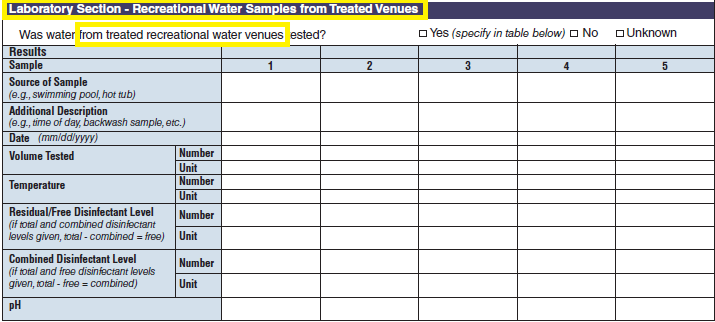 Laboratory Section - Recreational Water Samples from Treated Venues
Was water from treated recreational water venues tested? Yes (specify in table below) No Unknown
Results
Sample 1 2 3 4 5
Source of Sample
(e.g., swimming pool, hot tub)
Additional Description
(e.g., time of day, backwash sample, etc.)
Date (mm/dd/yyyy)
Volume Tested Number
Unit
Temperature Number
Unit
Residual/Free Disinfectant Level
(if total and combined disinfectant
levels given, total - combined = free)
Number
Unit
Combined Disinfectant Level
(if total and free disinfectant levels
given, total - free = combined)
Number
Unit
pH